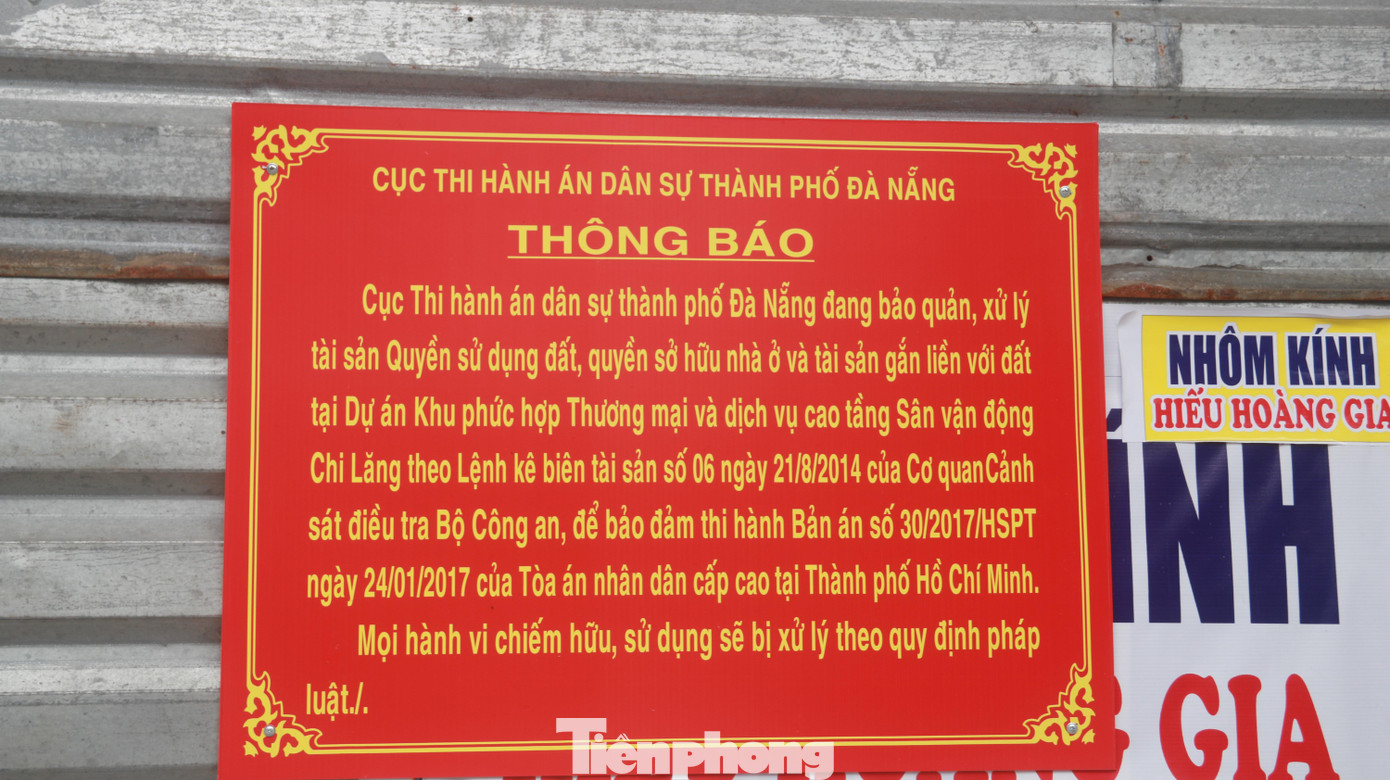 CỤC THI HÀNH ÁN DÂN SỰ THÀNH PHỐ ĐÀ NẴNG
THÔNG BÁO
Cục Thi hành án dân sự thành phố Đà Nẵng đang bảo quản, xử lý
tài sản Quyền sử dụng đất, quyền sở hữu nhà ở và tài sản gắn liền với đất
tại Dự án Khu phức hợp Thương mại và dịch vụ cao tầng Sân vận động
Chi Lăng theo Lệnh kê biên tài sản số 06 ngày 21/8/2014 của Cơ quanCảnh
sát điều tra Bộ Công an, để bảo đảm thi hành Bản án số 30/2017/HSPT
ngày 24/01/2017 của Tòa án nhân dân cấp cao tại Thành phố Hồ Chí Minh.
Mọi hành vi chiếm hữu, sử dụng sẽ bị xử lý theo quy định pháp
luật./.
NHÔM KÍNH
HIẾU HOÀNG GIA
ÍNH
G GIA
Tiền phong